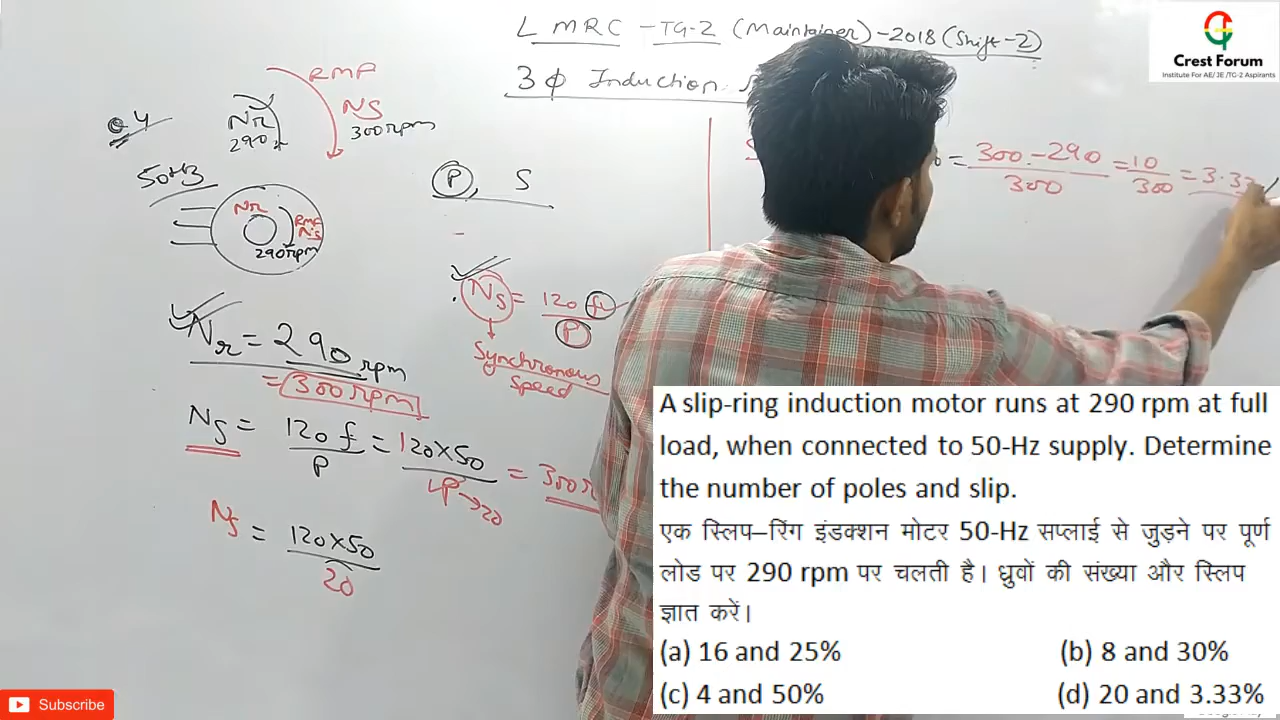 LMRC - TG-2 (Maintainer) - 2018 (Shift-2)
3ϕ Induction
Crest Forum
Institute For AE/ JE /TG-2 Aspirants
Q4
RMF
NS
300rpm
Nr
290
50Hz
Nr
RMF
NS
290rpm
P, S
= 300 - 290 / 300 = 10 / 300 = 3.33
Ns = 120 f / P
Synchronous
Speed
Nr = 290 rpm
= 300 rpm
Ns = 120 f / P = 120×50 / P → 20 = 300
Ns = 120×50 / 20
A slip-ring induction motor runs at 290 rpm at full
load, when connected to 50-Hz supply. Determine
the number of poles and slip.
एक स्लिप–रिंग इंडक्शन मोटर 50-Hz सप्लाई से जुड़ने पर पूर्ण
लोड पर 290 rpm पर चलती है। ध्रुवों की संख्या और स्लिप
ज्ञात करें।
(a) 16 and 25% (b) 8 and 30%
(c) 4 and 50% (d) 20 and 3.33%
Subscribe